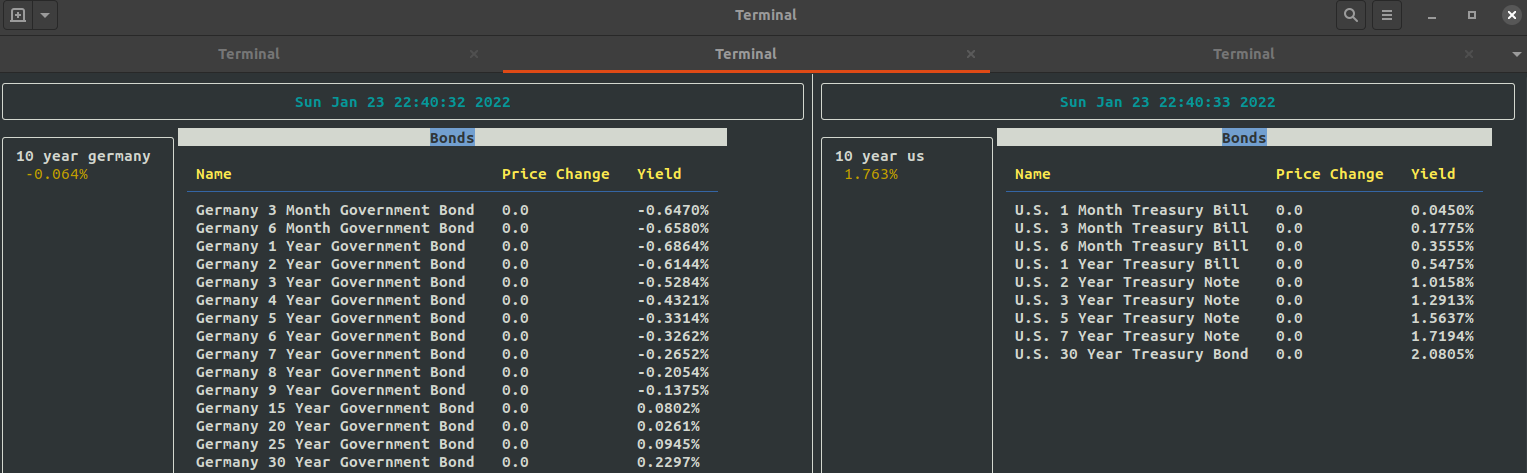 Terminal
Terminal Terminal Terminal
Sun Jan 23 22:40:32 2022
10 year germany
-0.064%
Bonds
Name Price Change Yield
Germany 3 Month Government Bond 0.0 -0.6470%
Germany 6 Month Government Bond 0.0 -0.6580%
Germany 1 Year Government Bond 0.0 -0.6864%
Germany 2 Year Government Bond 0.0 -0.6144%
Germany 3 Year Government Bond 0.0 -0.5284%
Germany 4 Year Government Bond 0.0 -0.4321%
Germany 5 Year Government Bond 0.0 -0.3314%
Germany 6 Year Government Bond 0.0 -0.3262%
Germany 7 Year Government Bond 0.0 -0.2652%
Germany 8 Year Government Bond 0.0 -0.2054%
Germany 9 Year Government Bond 0.0 -0.1375%
Germany 15 Year Government Bond 0.0 0.0802%
Germany 20 Year Government Bond 0.0 0.0261%
Germany 25 Year Government Bond 0.0 0.0945%
Germany 30 Year Government Bond 0.0 0.2297%
Sun Jan 23 22:40:33 2022
10 year us
1.763%
Bonds
Name Price Change Yield
U.S. 1 Month Treasury Bill 0.0 0.0450%
U.S. 3 Month Treasury Bill 0.0 0.1775%
U.S. 6 Month Treasury Bill 0.0 0.3555%
U.S. 1 Year Treasury Bill 0.0 0.5475%
U.S. 2 Year Treasury Note 0.0 1.0158%
U.S. 3 Year Treasury Note 0.0 1.2913%
U.S. 5 Year Treasury Note 0.0 1.5637%
U.S. 7 Year Treasury Note 0.0 1.7194%
U.S. 30 Year Treasury Bond 0.0 2.0805%